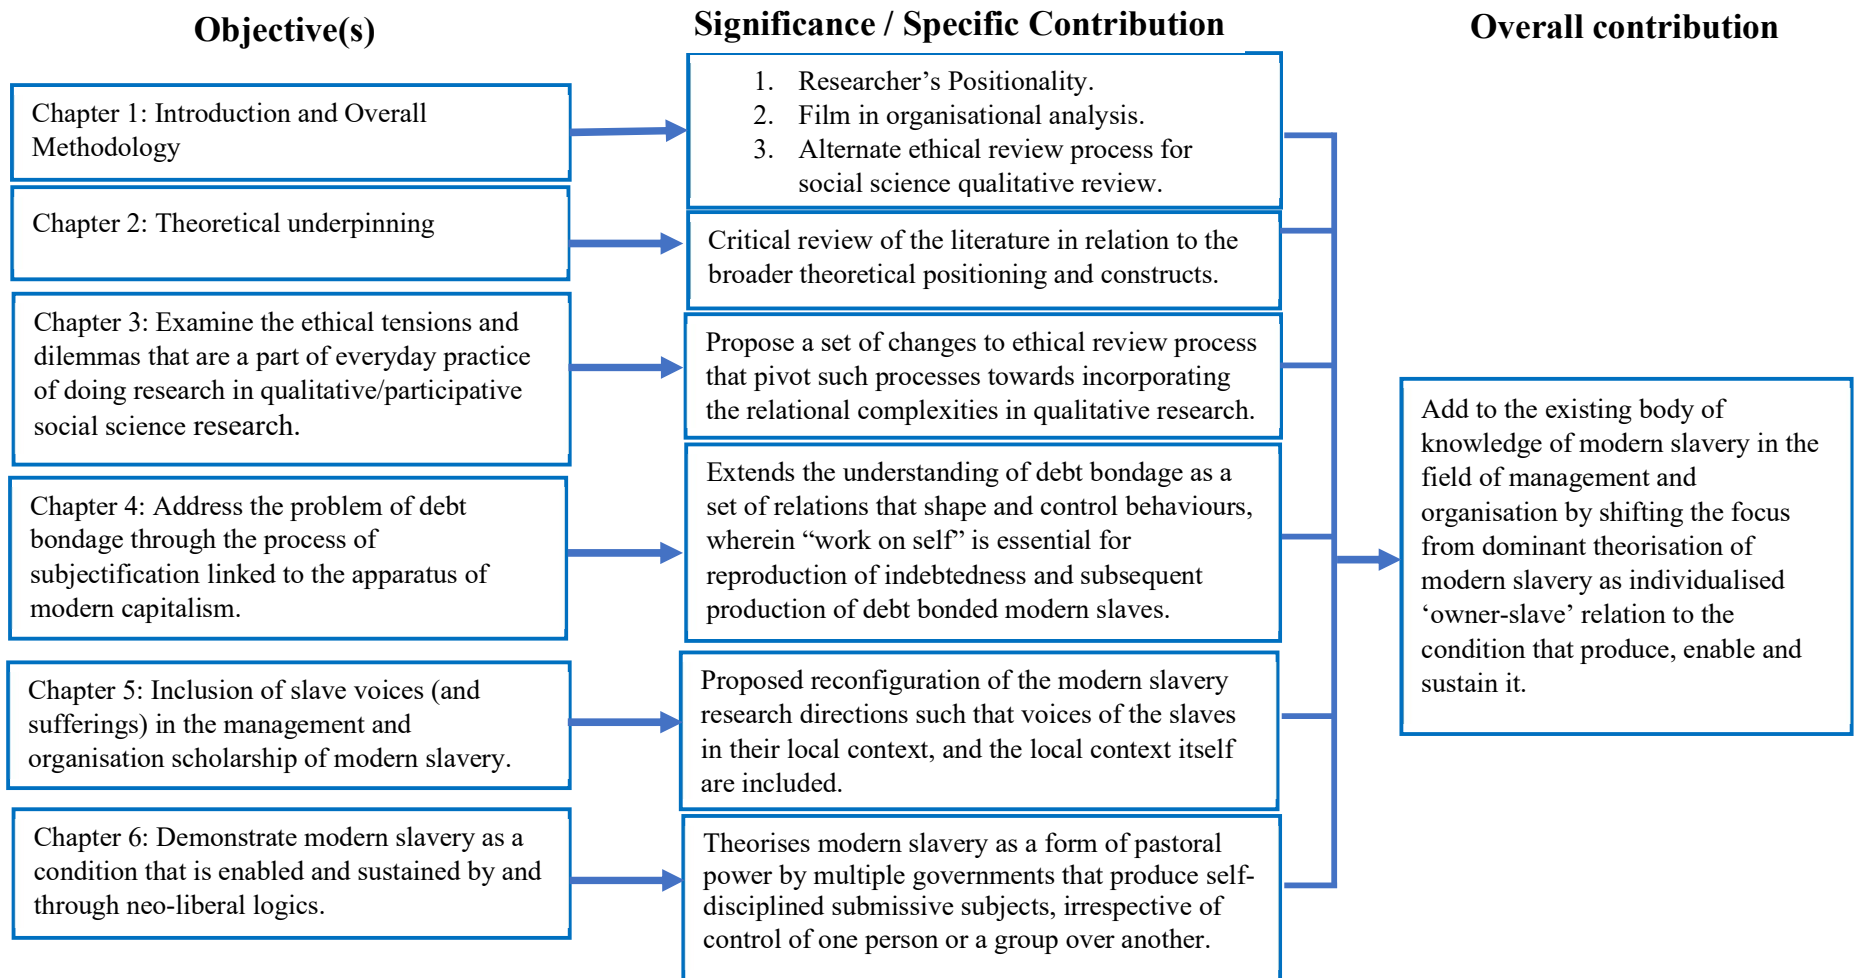 Objective(s)
Significance / Specific Contribution
Overall contribution
Chapter 1: Introduction and Overall
Methodology
1. Researcher’s Positionality.
2. Film in organisational analysis.
3. Alternate ethical review process for
social science qualitative review.
Chapter 2: Theoretical underpinning
Critical review of the literature in relation to the
broader theoretical positioning and constructs.
Chapter 3: Examine the ethical tensions and
dilemmas that are a part of everyday practice
of doing research in qualitative/participative
social science research.
Propose a set of changes to ethical review process
that pivot such processes towards incorporating
the relational complexities in qualitative research.
Chapter 4: Address the problem of debt
bondage through the process of
subjectification linked to the apparatus of
modern capitalism.
Extends the understanding of debt bondage as a
set of relations that shape and control behaviours,
wherein “work on self” is essential for
reproduction of indebtedness and subsequent
production of debt bonded modern slaves.
Chapter 5: Inclusion of slave voices (and
sufferings) in the management and
organisation scholarship of modern slavery.
Proposed reconfiguration of the modern slavery
research directions such that voices of the slaves
in their local context, and the local context itself
are included.
Chapter 6: Demonstrate modern slavery as a
condition that is enabled and sustained by and
through neo-liberal logics.
Theorises modern slavery as a form of pastoral
power by multiple governments that produce self-
disciplined submissive subjects, irrespective of
control of one person or a group over another.
Add to the existing body of
knowledge of modern slavery in the
field of management and
organisation by shifting the focus
from dominant theorisation of
modern slavery as individualised
‘owner-slave’ relation to the
condition that produce, enable and
sustain it.